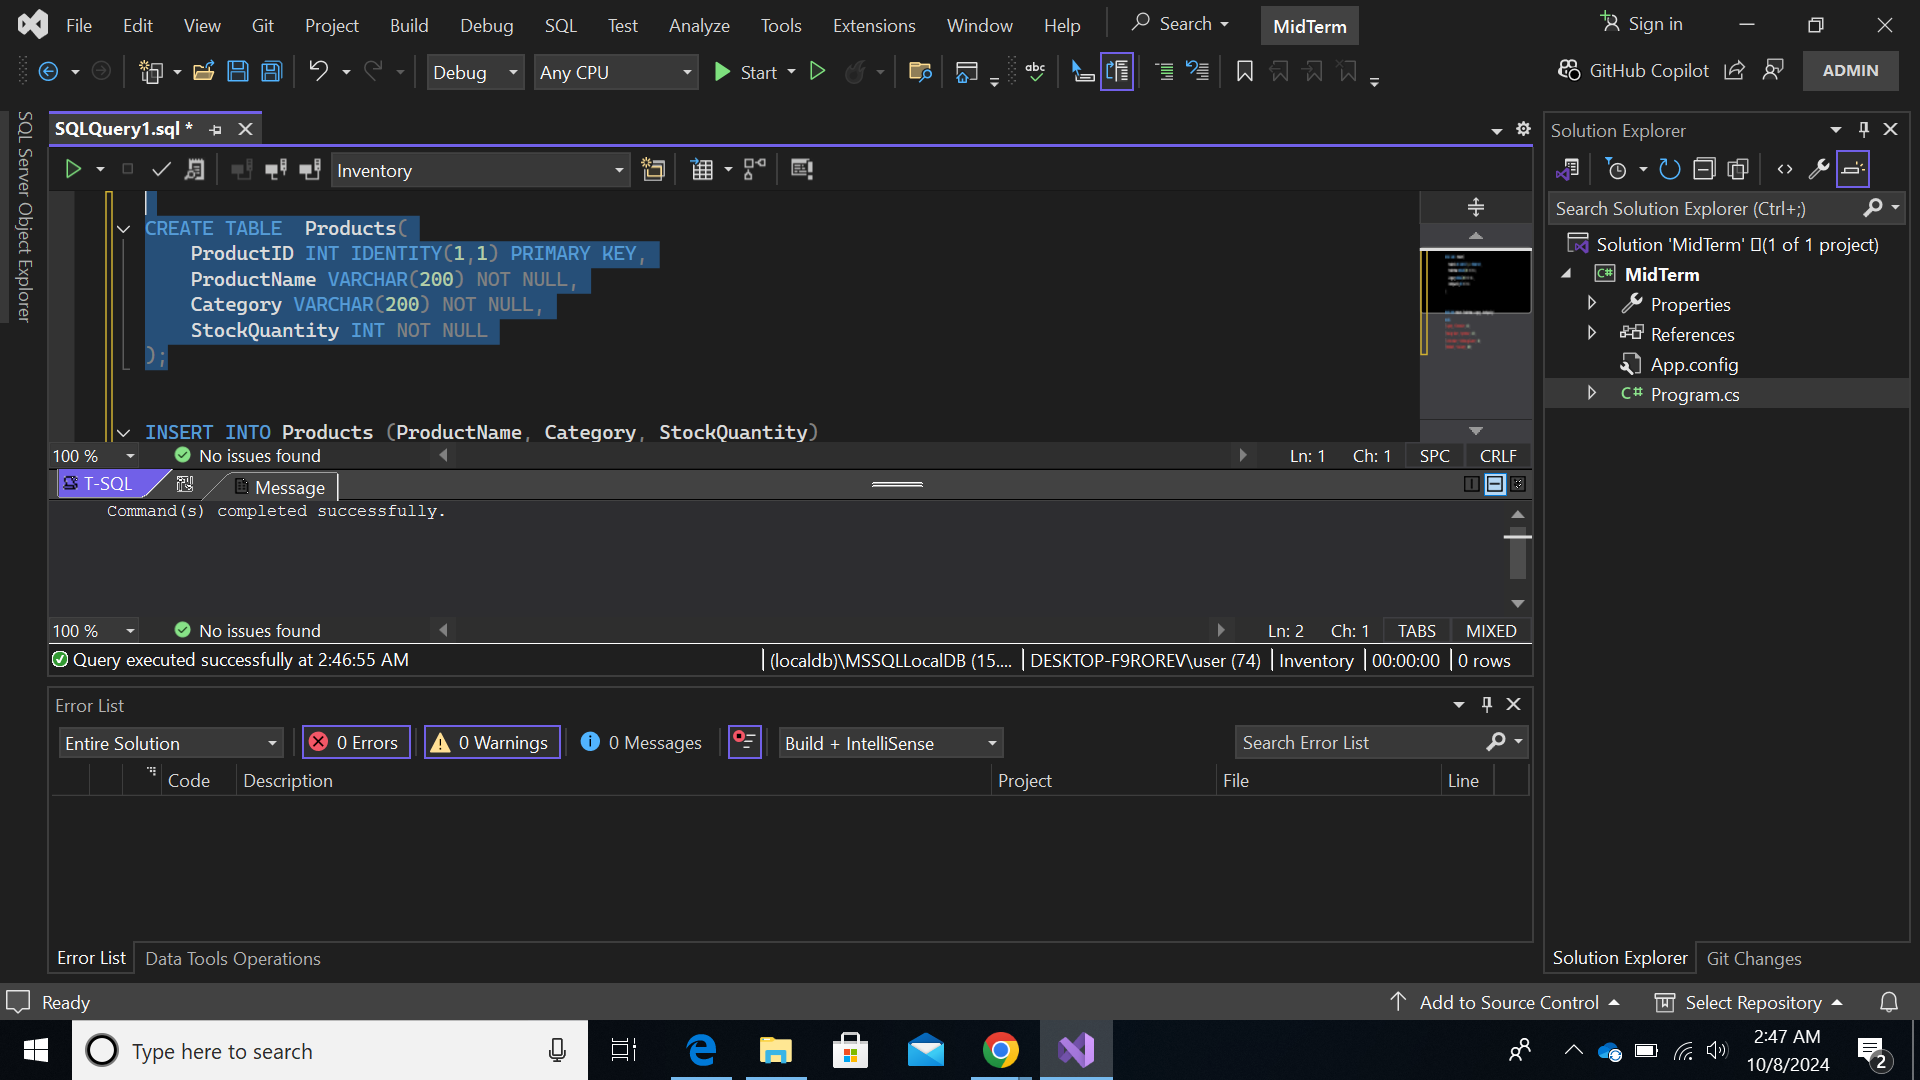 File Edit View Git Project Build Debug SQL Test Analyze Tools Extensions Window Help Search MidTerm Sign in
Debug Any CPU Start abc GitHub Copilot ADMIN
SQL Server Object Explorer
SQLQuery1.sql *
Inventory
CREATE TABLE  Products(
ProductID INT IDENTITY(1,1) PRIMARY KEY,
ProductName VARCHAR(200) NOT NULL,
Category VARCHAR(200) NOT NULL,
StockQuantity INT NOT NULL
);
INSERT INTO Products (ProductName, Category, StockQuantity)
100 % No issues found Ln: 1 Ch: 1 SPC CRLF
T-SQL Message
Command(s) completed successfully.
100 % No issues found Ln: 2 Ch: 1 TABS MIXED
Query executed successfully at 2:46:55 AM (localdb)\MSSQLLocalDB (15.... DESKTOP-F9ROREV\user (74) Inventory 00:00:00 0 rows
Error List
Entire Solution 0 Errors 0 Warnings 0 Messages Build + IntelliSense Search Error List
Code Description Project File Line
Error List Data Tools Operations
Solution Explorer
Search Solution Explorer (Ctrl+;)
Solution 'MidTerm' (1 of 1 project)
C# MidTerm
Properties
References
App.config
C# Program.cs
Solution Explorer Git Changes
Ready Add to Source Control Select Repository
Type here to search
2:47 AM
10/8/2024
2